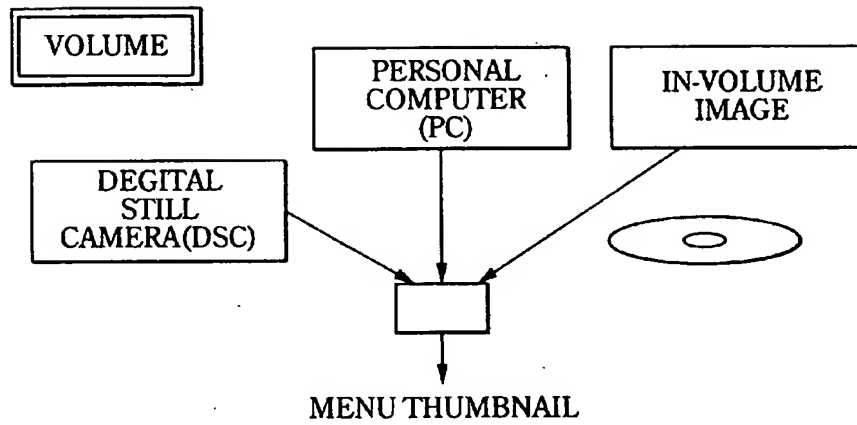 VOLUME
PERSONAL
COMPUTER
(PC)
IN-VOLUME
IMAGE
DEGITAL
STILL
CAMERA(DSC)
MENU THUMBNAIL